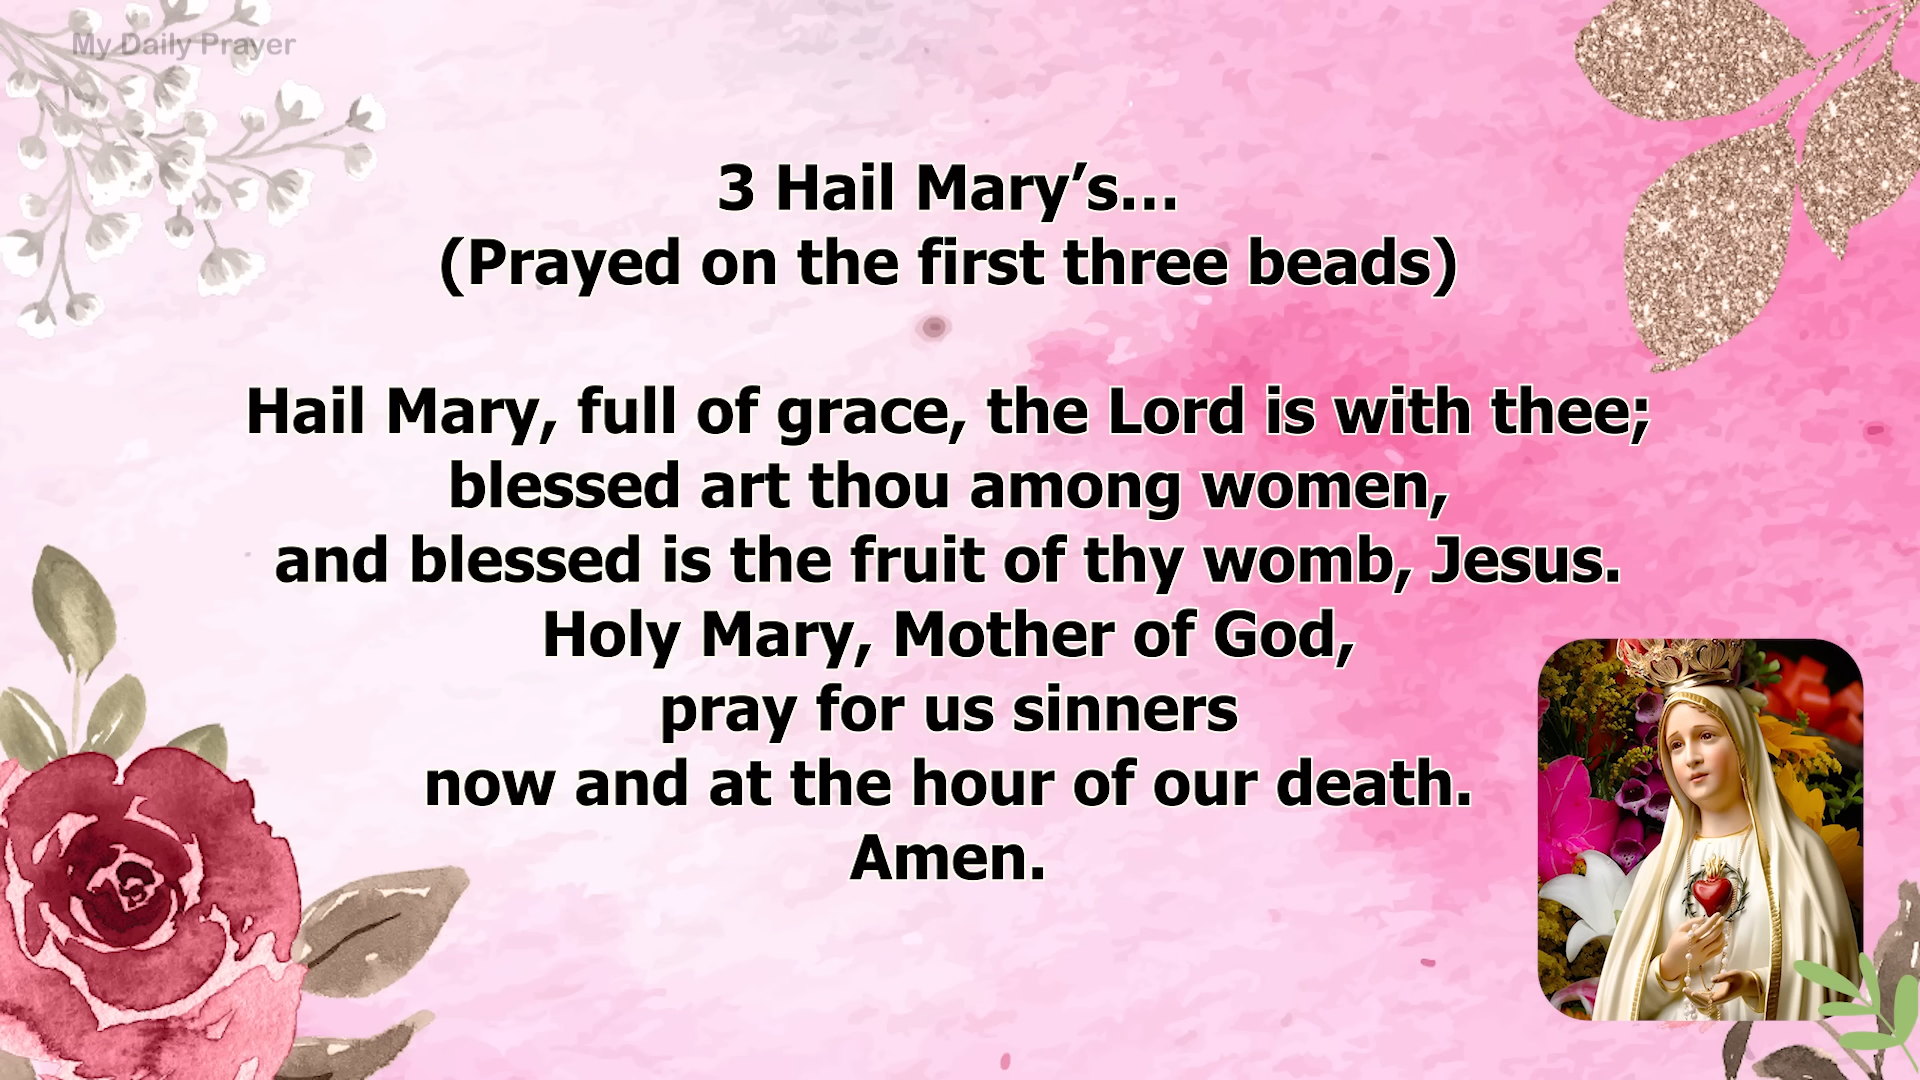 My Daily Prayer
3 Hail Mary’s...
(Prayed on the first three beads)
Hail Mary, full of grace, the Lord is with thee;
blessed art thou among women,
and blessed is the fruit of thy womb, Jesus.
Holy Mary, Mother of God,
pray for us sinners
now and at the hour of our death.
Amen.